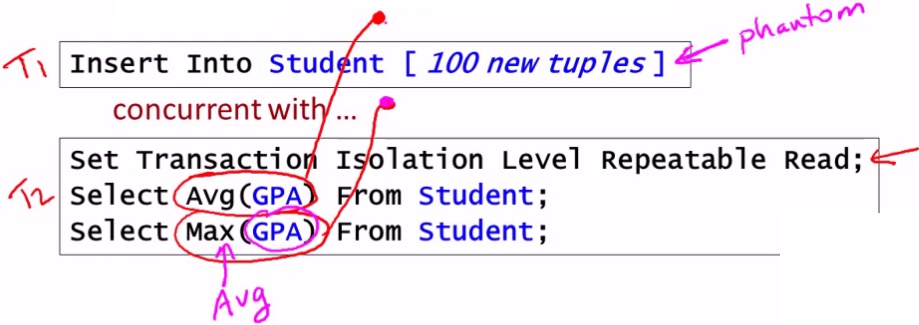 phantom
T1 Insert Into Student [ 100 new tuples ]
concurrent with ...
Set Transaction Isolation Level Repeatable Read;
T2 Select Avg(GPA) From Student;
Select Max(GPA) From Student;
Avg